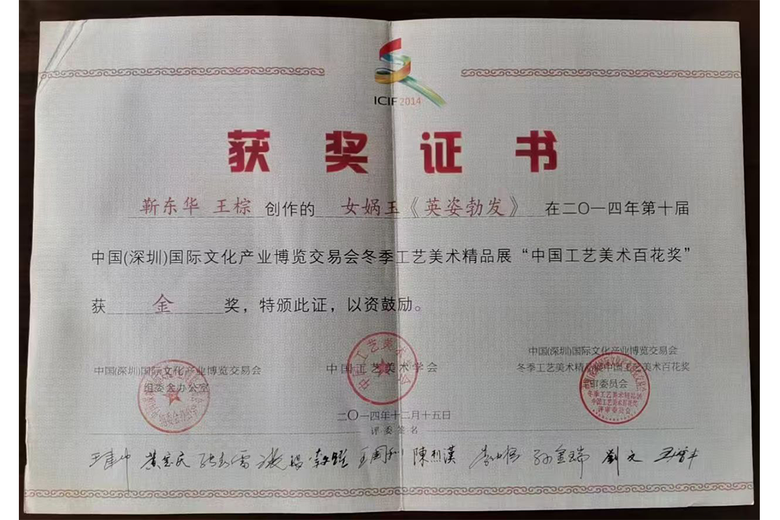 ICIF 2014
获奖证书
靳东华 王棕 创作的 女娲玉《英姿勃发》 在二〇一四年第十届
中国(深圳)国际文化产业博览交易会冬季工艺美术精品展“中国工艺美术百花奖”
获 金 奖，特颁此证，以资鼓励。
中国(深圳)国际文化产业博览交易会
组委会办公室
中国工艺美术学会
中国(深圳)国际文化产业博览交易会
冬季工艺美术精品展中国工艺美术百花奖
评审委员会
二〇一四年十二月十五日
评委签名